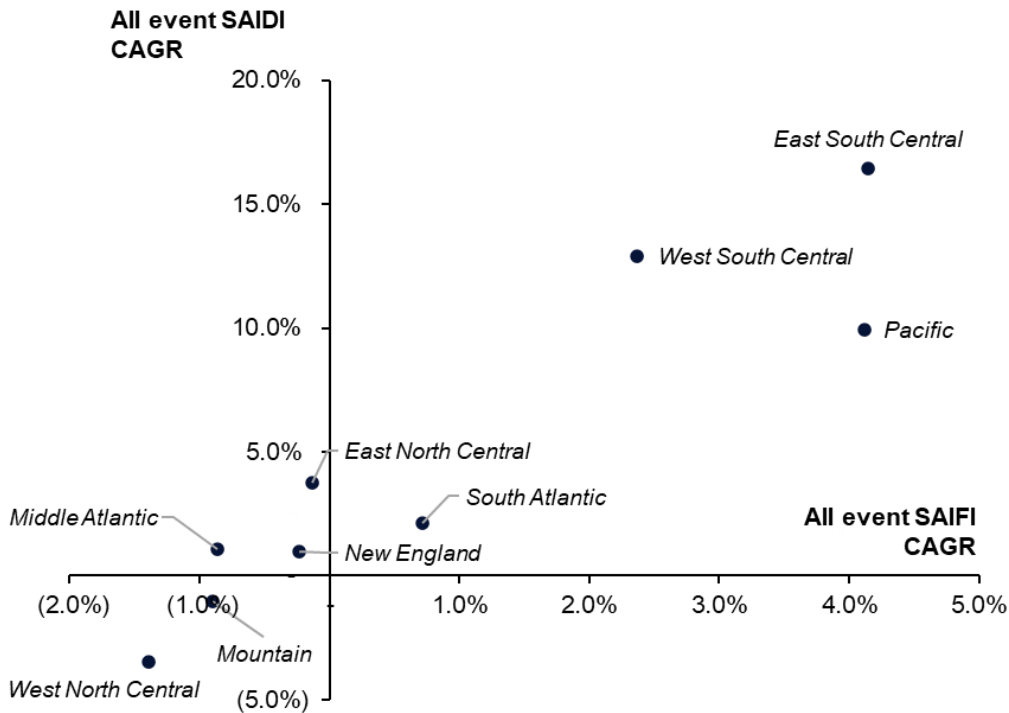 All event SAIDI
CAGR
20.0%
East South Central
15.0%
West South Central
10.0%
Pacific
5.0%
East North Central
South Atlantic
Middle Atlantic
New England
All event SAIFI
CAGR
(2.0%)
(1.0%)
-
1.0%
2.0%
3.0%
4.0%
5.0%
Mountain
West North Central
(5.0%)